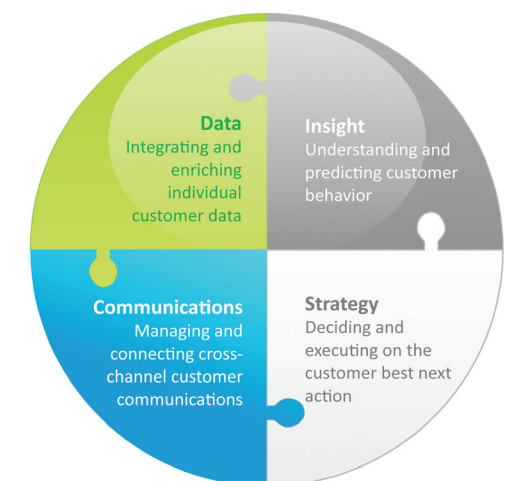 Data
Integrating and
enriching
individual
customer data
Insight
Understanding and
predicting customer
behavior
Communications
Managing and
connecting cross-
channel customer
communications
Strategy
Deciding and
executing on the
customer best next
action